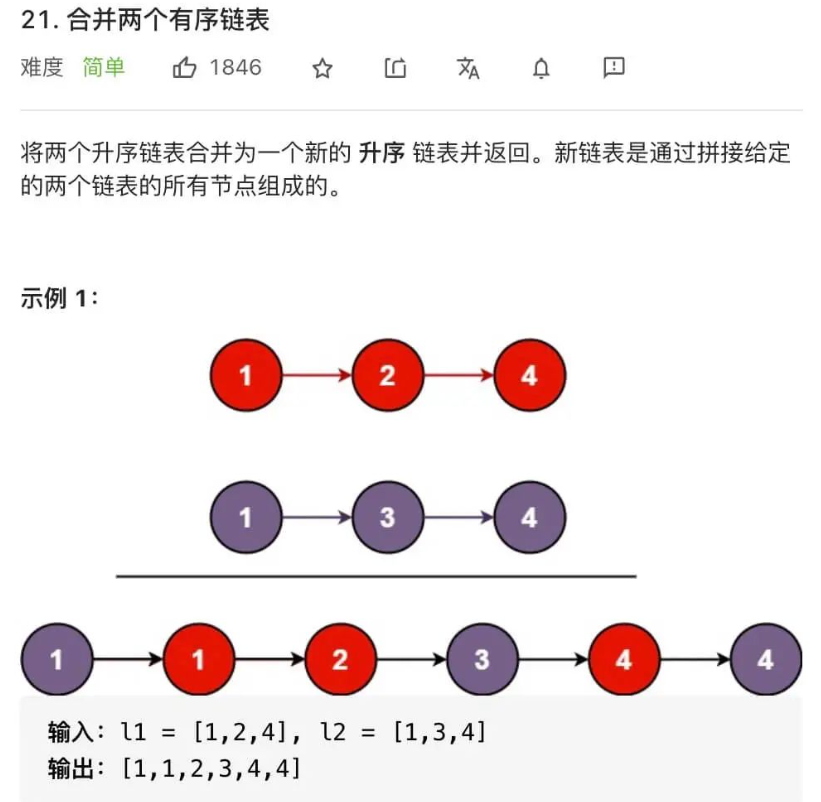 21. 合并两个有序链表
难度 简单 1846 文A
将两个升序链表合并为一个新的 升序 链表并返回。新链表是通过拼接给定
的两个链表的所有节点组成的。
示例 1：
1 2 4
1 3 4
1 1 2 3 4 4
输入：l1 = [1,2,4], l2 = [1,3,4]
输出：[1,1,2,3,4,4]